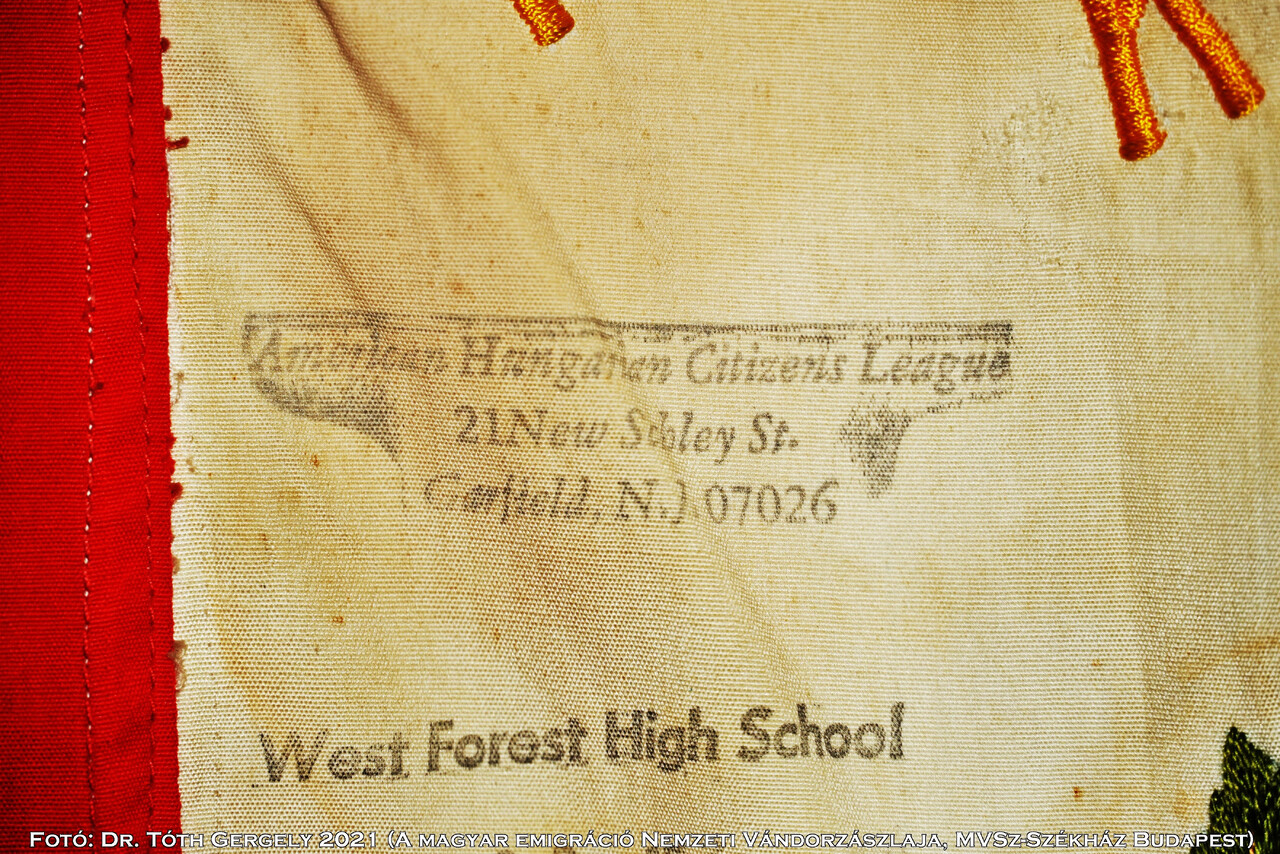 American Hungarian Citizens League
21 New Schley St.
Garfield, N.J. 07026
West Forest High School
Fotó: Dr. Tóth Gergely 2021 (A magyar emigráció Nemzeti Vándorzászlaja, MVSz-Székház Budapest)